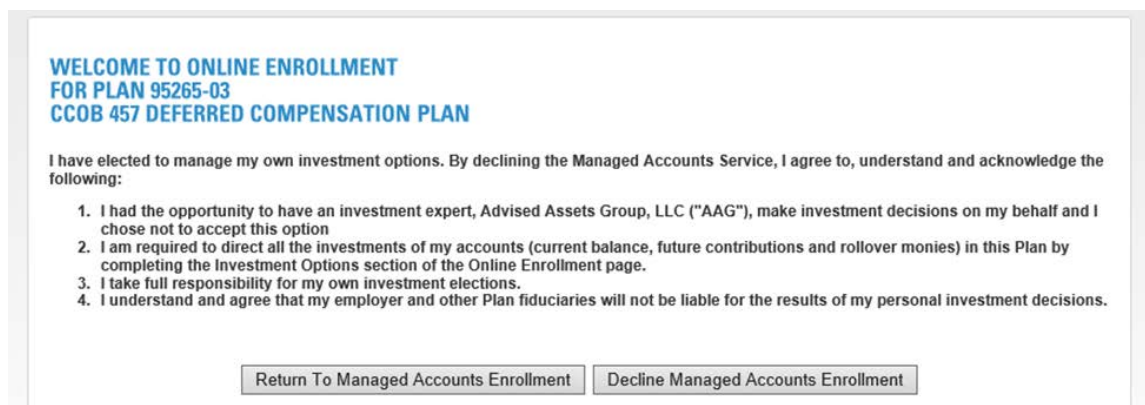 WELCOME TO ONLINE ENROLLMENT
FOR PLAN 95265-03
CCOB 457 DEFERRED COMPENSATION PLAN
I have elected to manage my own investment options. By declining the Managed Accounts Service, I agree to, understand and acknowledge the
following:
1. I had the opportunity to have an investment expert, Advised Assets Group, LLC ("AAG"), make investment decisions on my behalf and I
chose not to accept this option
2. I am required to direct all the investments of my accounts (current balance, future contributions and rollover monies) in this Plan by
completing the Investment Options section of the Online Enrollment page.
3. I take full responsibility for my own investment elections.
4. I understand and agree that my employer and other Plan fiduciaries will not be liable for the results of my personal investment decisions.
Return To Managed Accounts Enrollment Decline Managed Accounts Enrollment